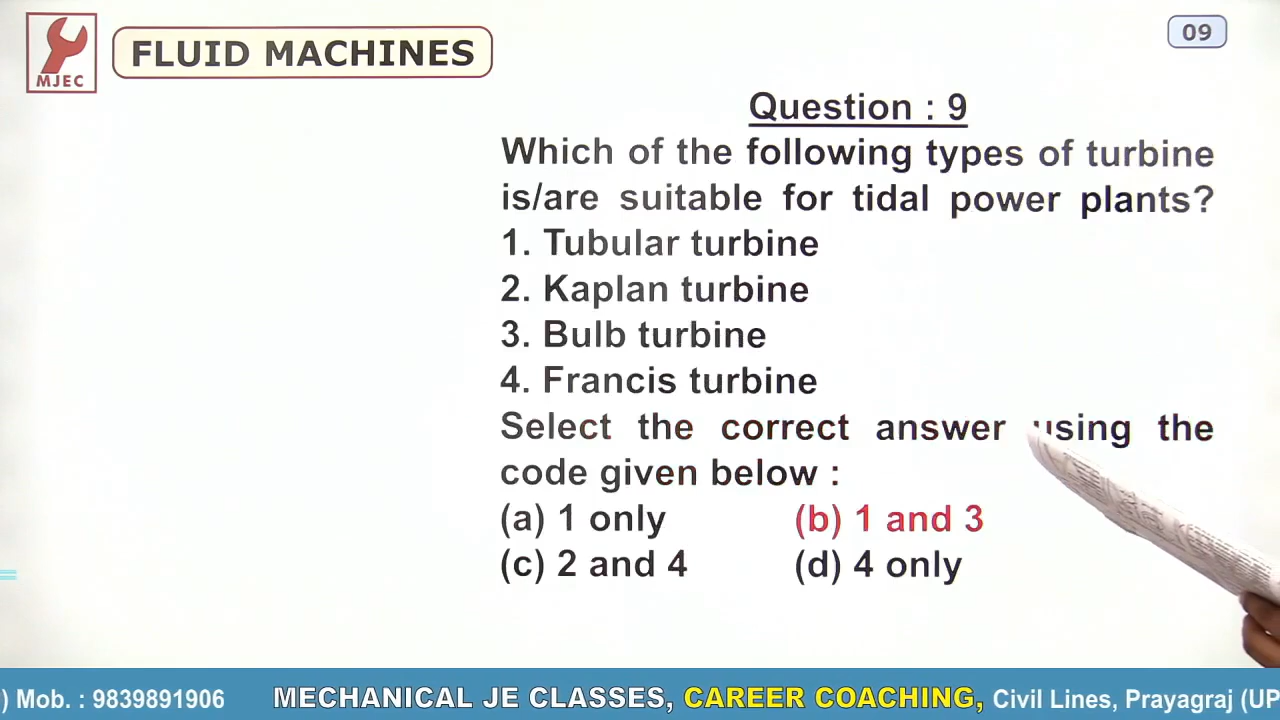 MJEC
FLUID MACHINES
09
Question : 9
Which of the following types of turbine
is/are suitable for tidal power plants?
1. Tubular turbine
2. Kaplan turbine
3. Bulb turbine
4. Francis turbine
Select the correct answer using the
code given below :
(a) 1 only (b) 1 and 3
(c) 2 and 4 (d) 4 only
) Mob. : 9839891906 MECHANICAL JE CLASSES, CAREER COACHING, Civil Lines, Prayagraj (UP